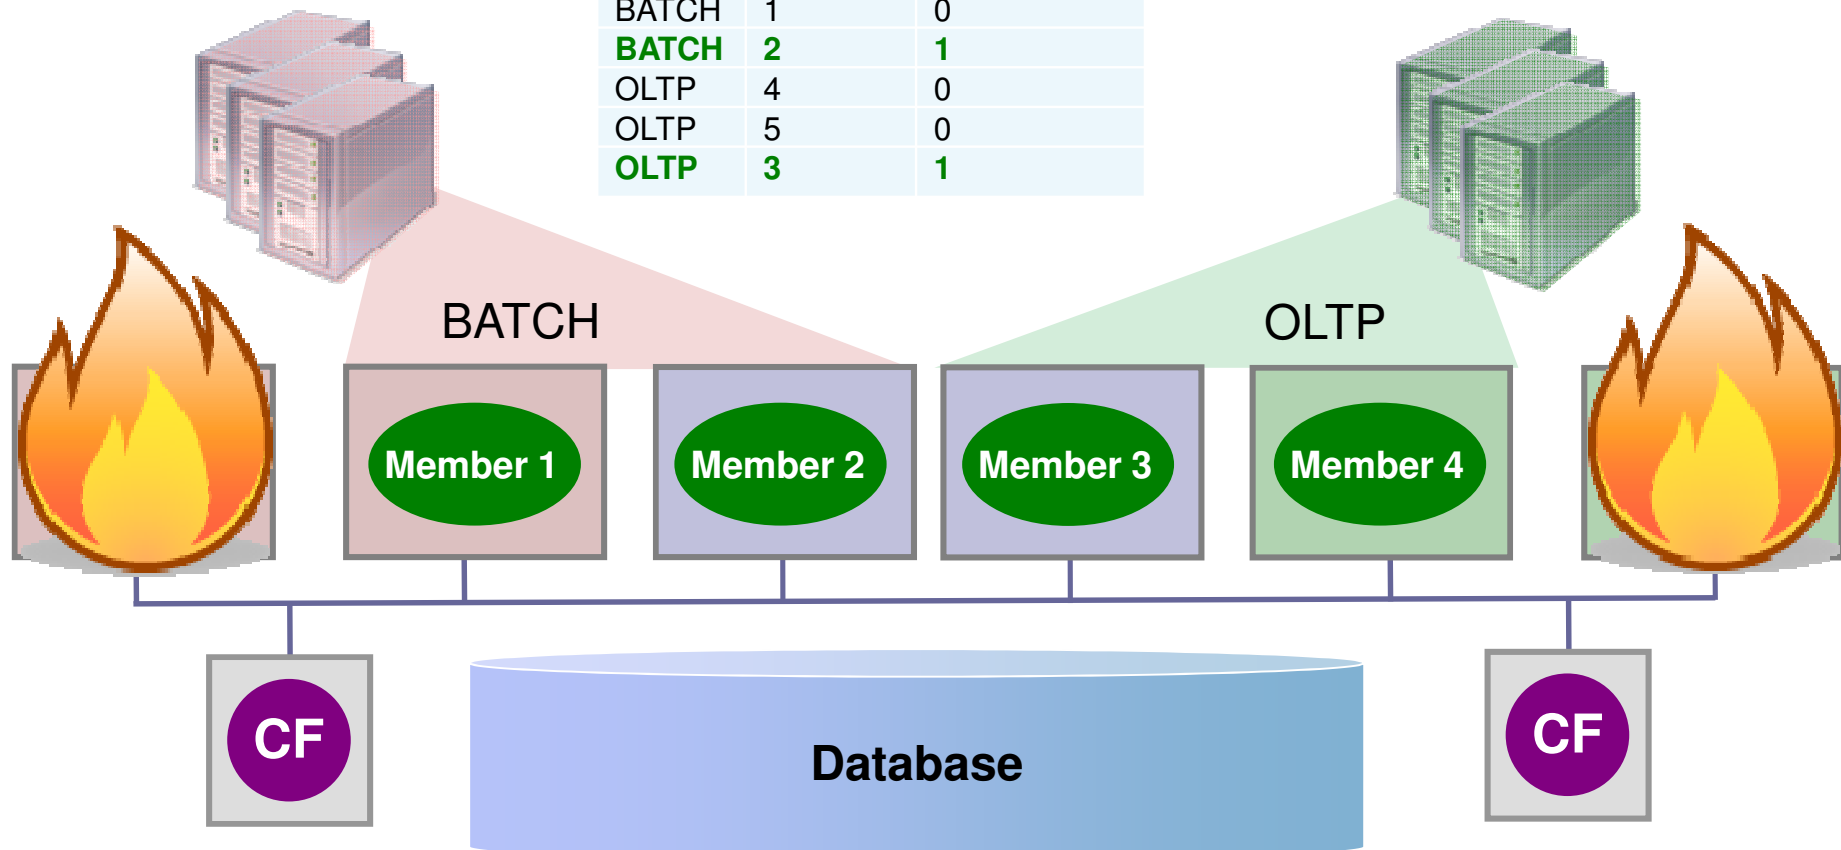 BATCH 1 0
BATCH 2 1
OLTP 4 0
OLTP 5 0
OLTP 3 1
BATCH OLTP
Member 1 Member 2 Member 3 Member 4
CF CF
Database